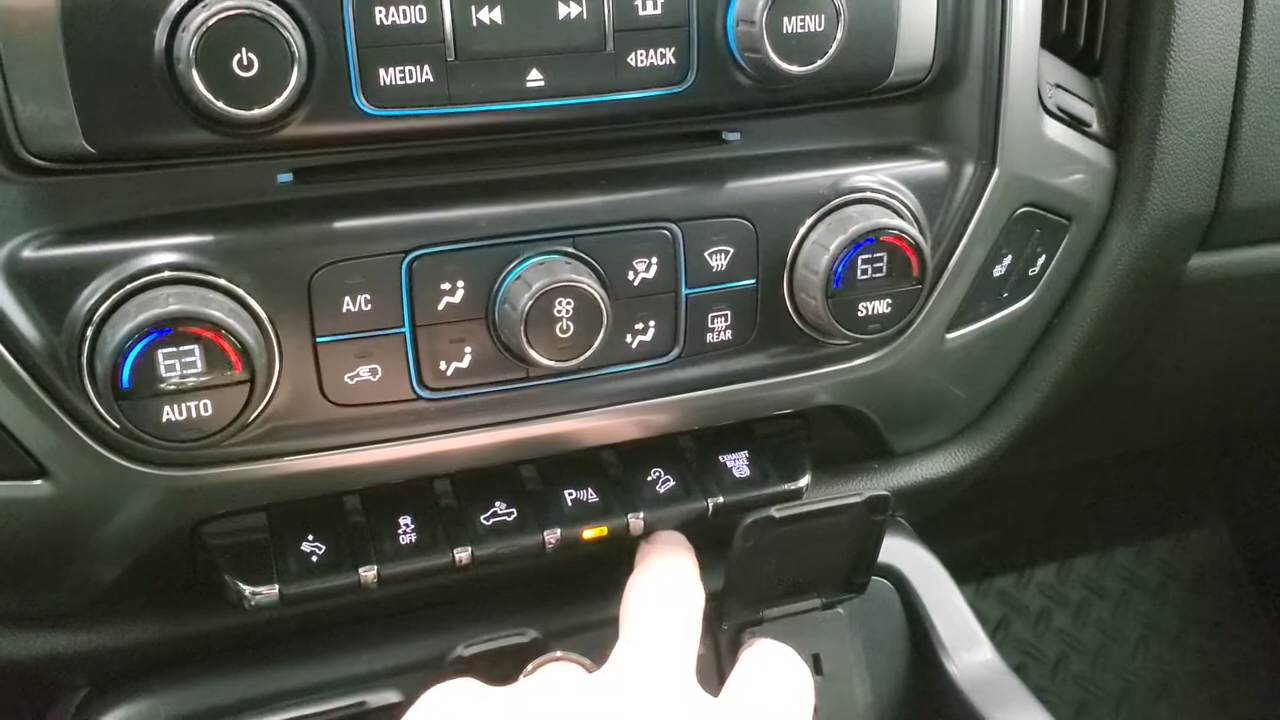 RADIO
MEDIA
BACK
MENU
A/C
63
AUTO
REAR
63
SYNC
OFF
P
EXHAUST
BRAKE